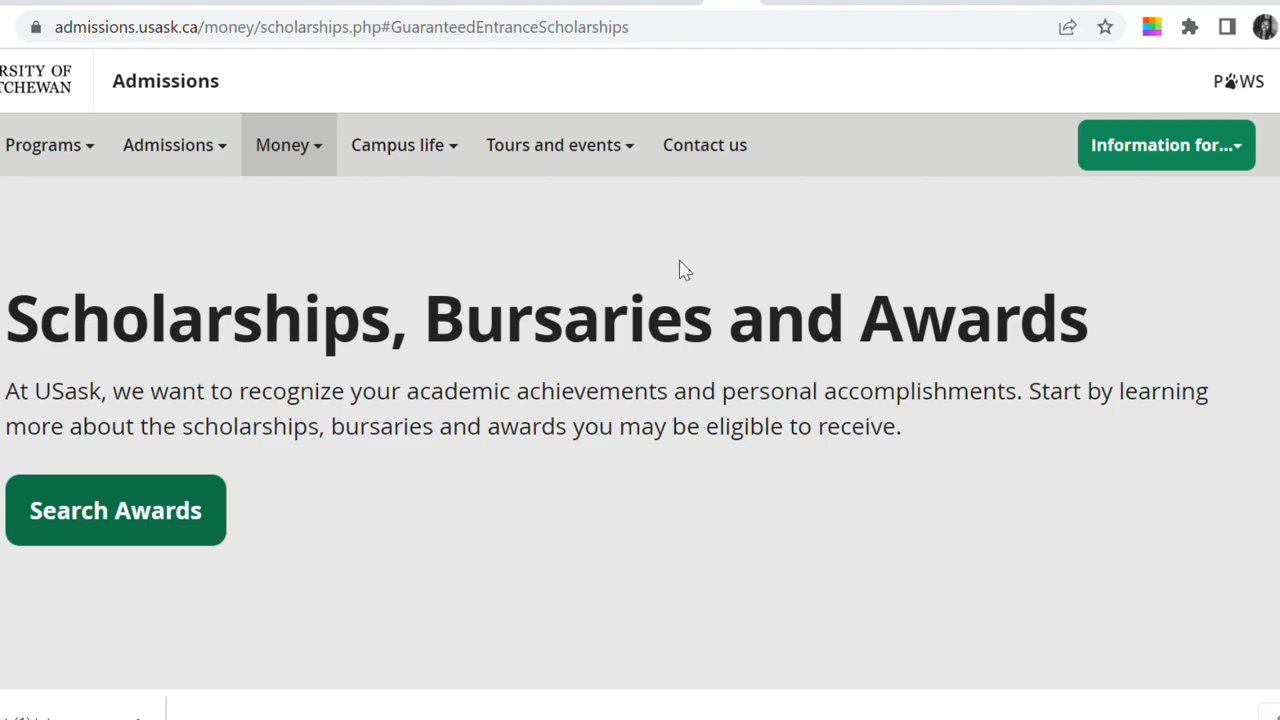 admissions.usask.ca/money/scholarships.php#GuaranteedEntranceScholarships
RSITY OF
TCHEWAN
Admissions
PAWS
Programs
Admissions
Money
Campus life
Tours and events
Contact us
Information for...
Scholarships, Bursaries and Awards
At USask, we want to recognize your academic achievements and personal accomplishments. Start by learning
more about the scholarships, bursaries and awards you may be eligible to receive.
Search Awards